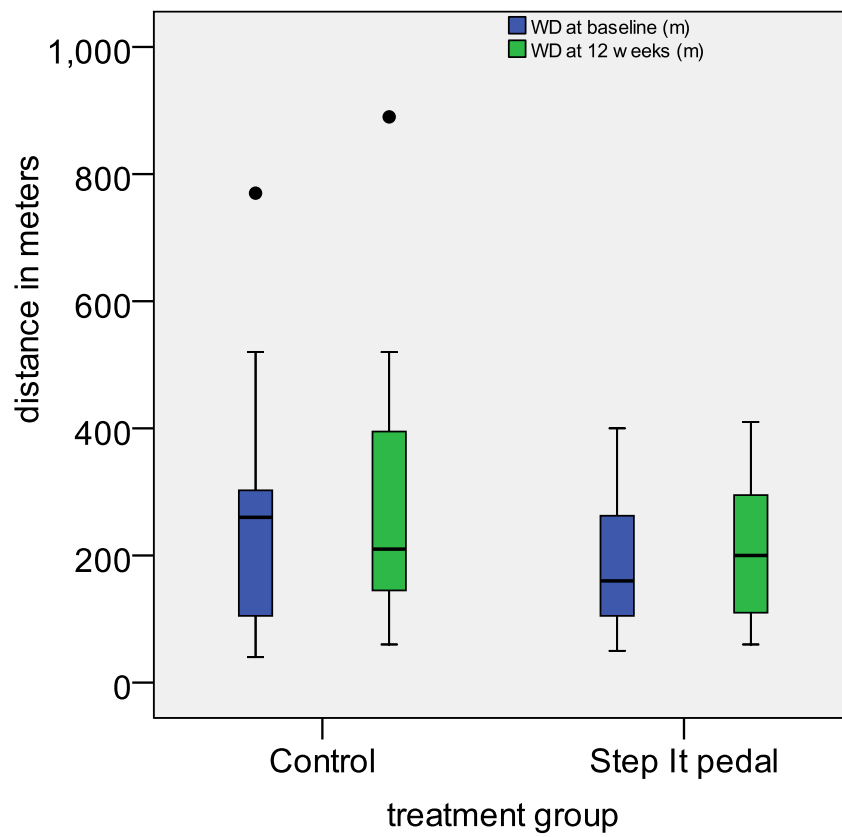 WD at baseline (m)
WD at 12 weeks (m)
1,000
800
600
400
200
0
distance in meters
Control
Step It pedal
treatment group